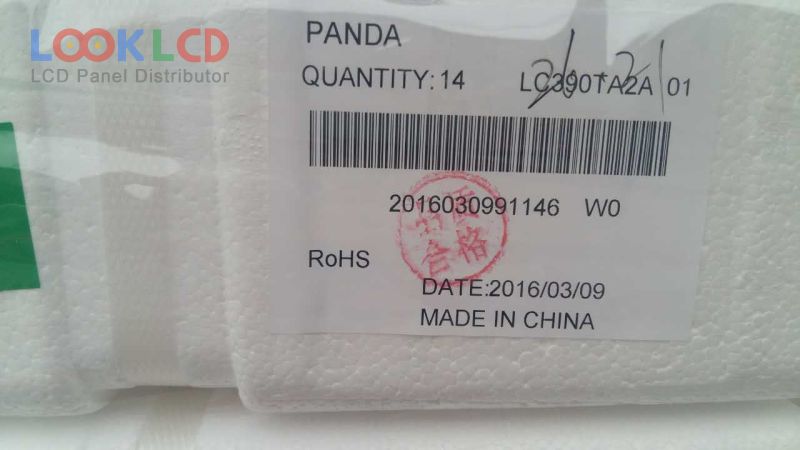 LOOKLCD
LCD Panel Distributor
PANDA
QUANTITY: 14 LC390TA2A 01
2016030991146 W0
合格
RoHS
DATE:2016/03/09
MADE IN CHINA